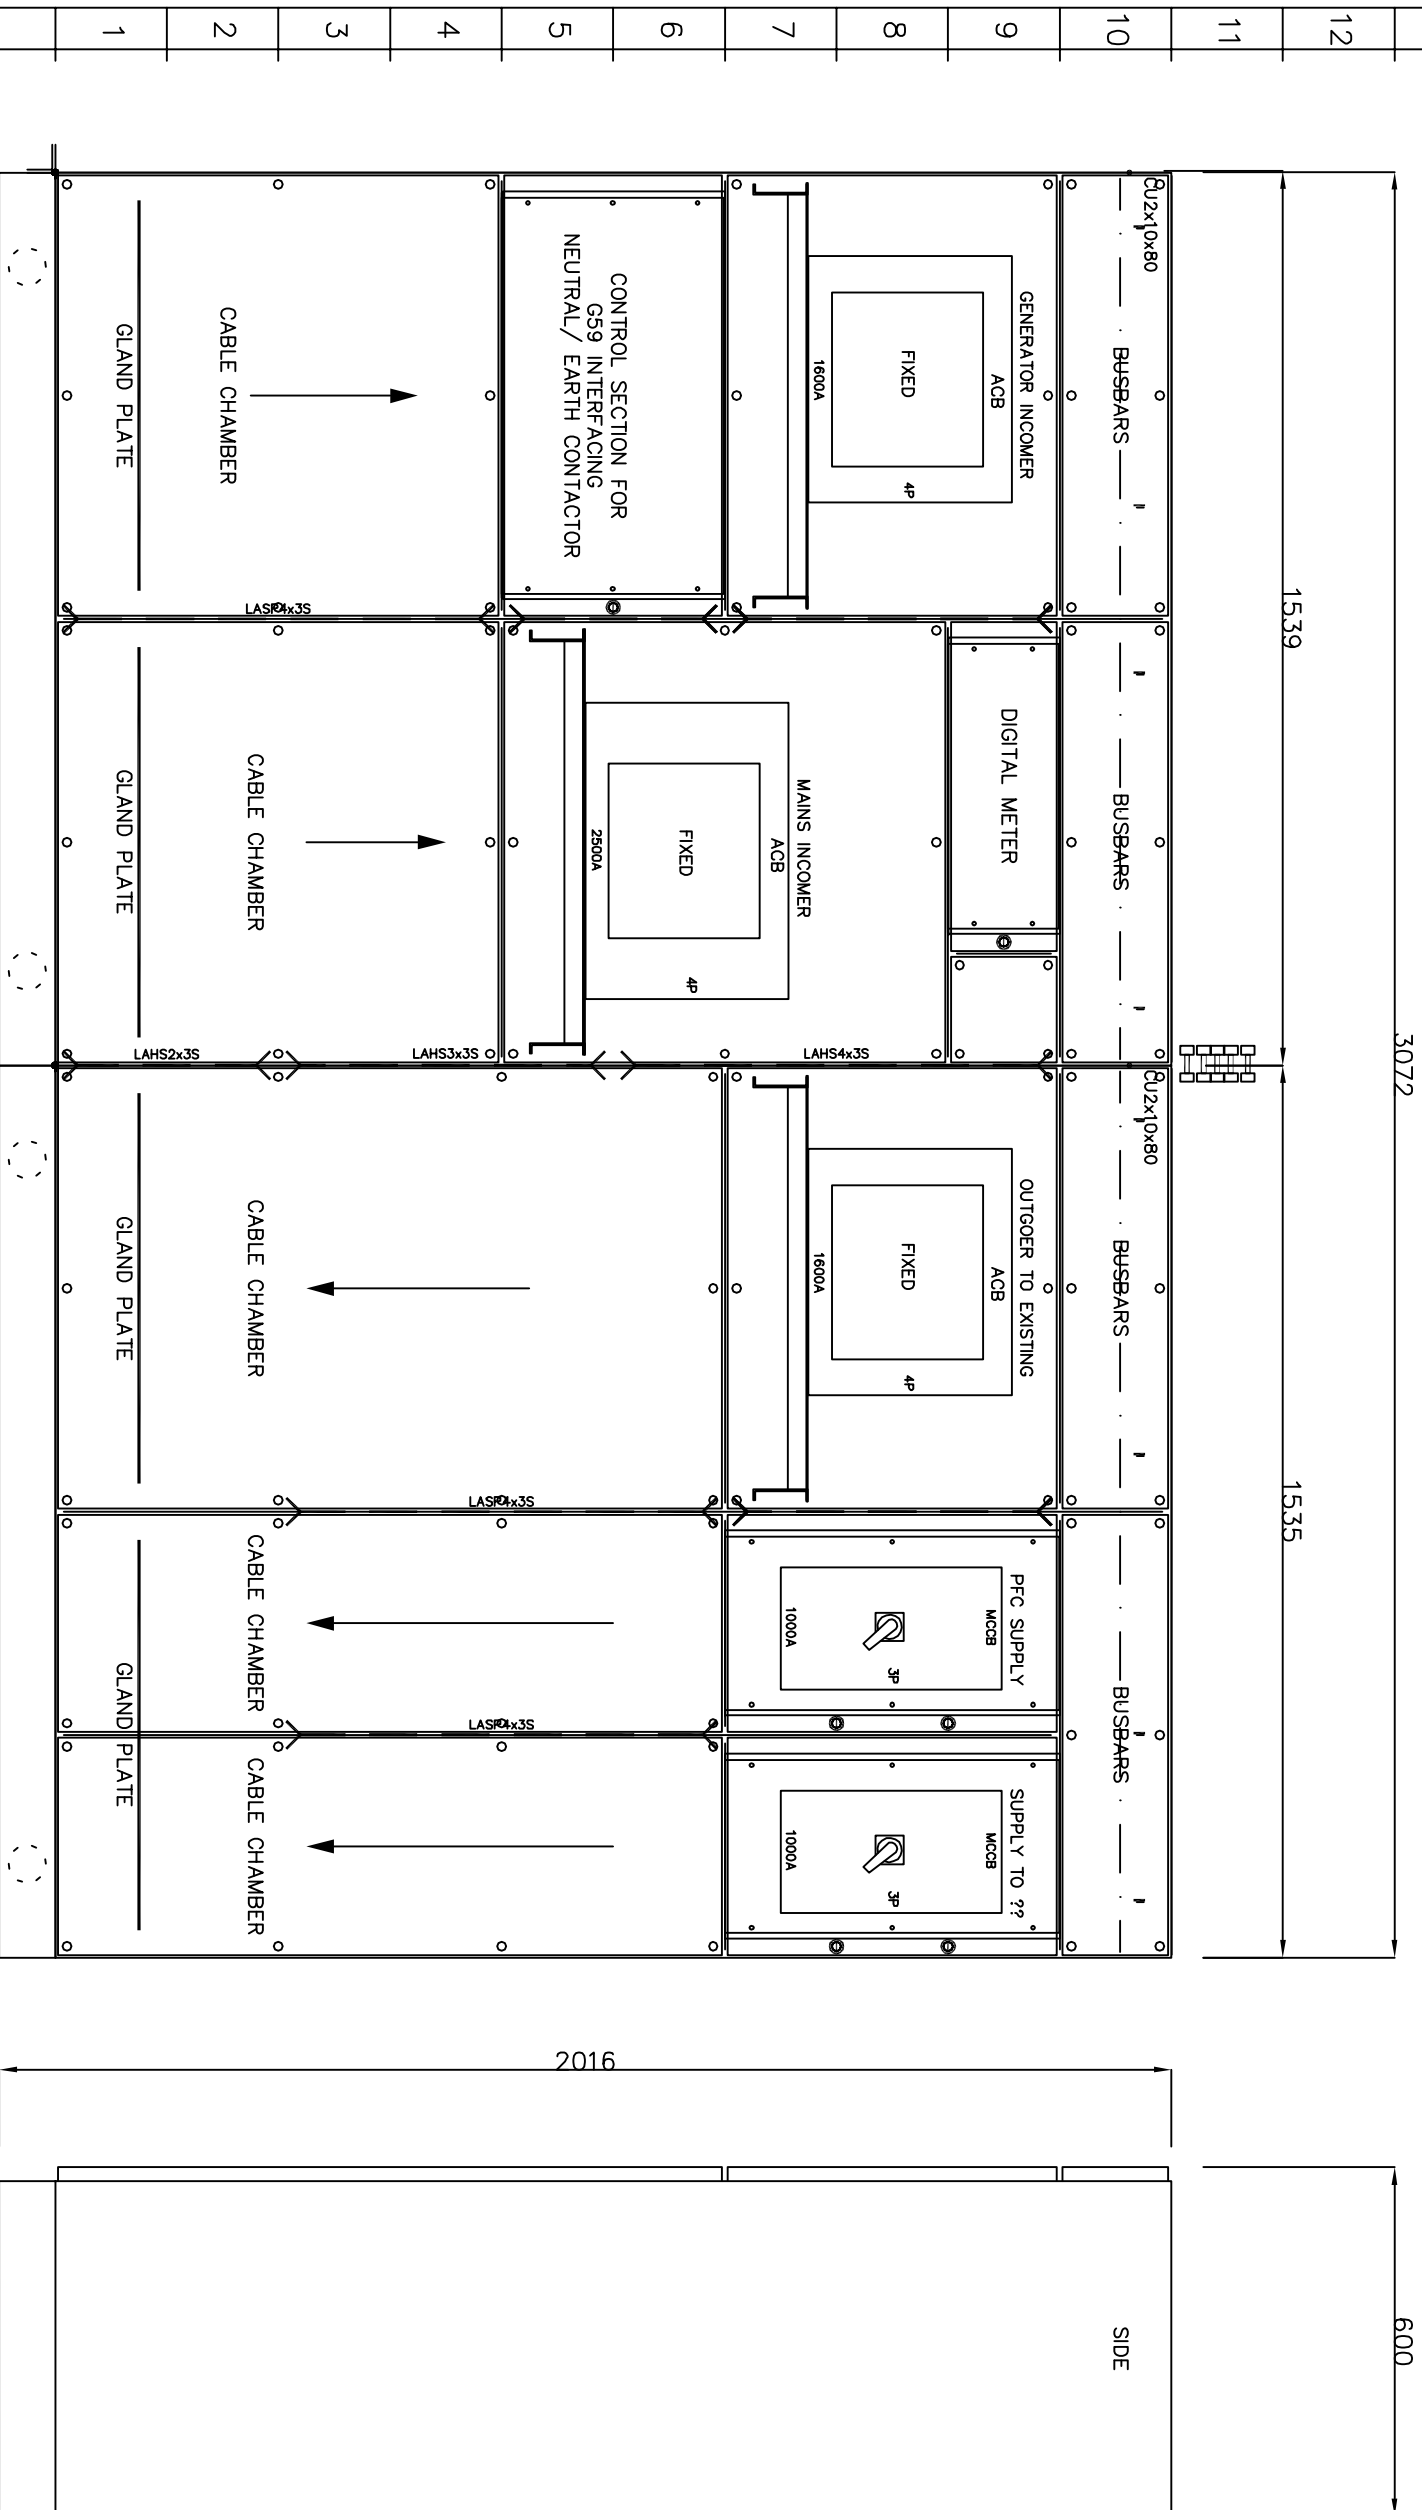 12
11
10
9
8
7
6
5
4
3
2
1
3072
1539
1535
600
CU2x10x80
BUSBARS
BUSBARS
CU2x10x80
BUSBARS
BUSBARS
SIDE
GENERATOR INCOMER
ACB
FIXED
4P
1600A
CONTROL SECTION FOR
G59 INTERFACING
NEUTRAL/ EARTH CONTACTOR
CABLE CHAMBER
GLAND PLATE
LASP4x3S
DIGITAL METER
MAINS INCOMER
ACB
FIXED
4P
2500A
CABLE CHAMBER
GLAND PLATE
LAHS4x3S
LAHS3x3S
LAHS2x3S
OUTGOER TO EXISTING
ACB
FIXED
4P
1600A
CABLE CHAMBER
GLAND PLATE
LASP4x3S
PFC SUPPLY
MCCB
3P
1000A
CABLE CHAMBER
LASP4x3S
SUPPLY TO ??
MCCB
3P
1000A
CABLE CHAMBER
GLAND PLATE
2016